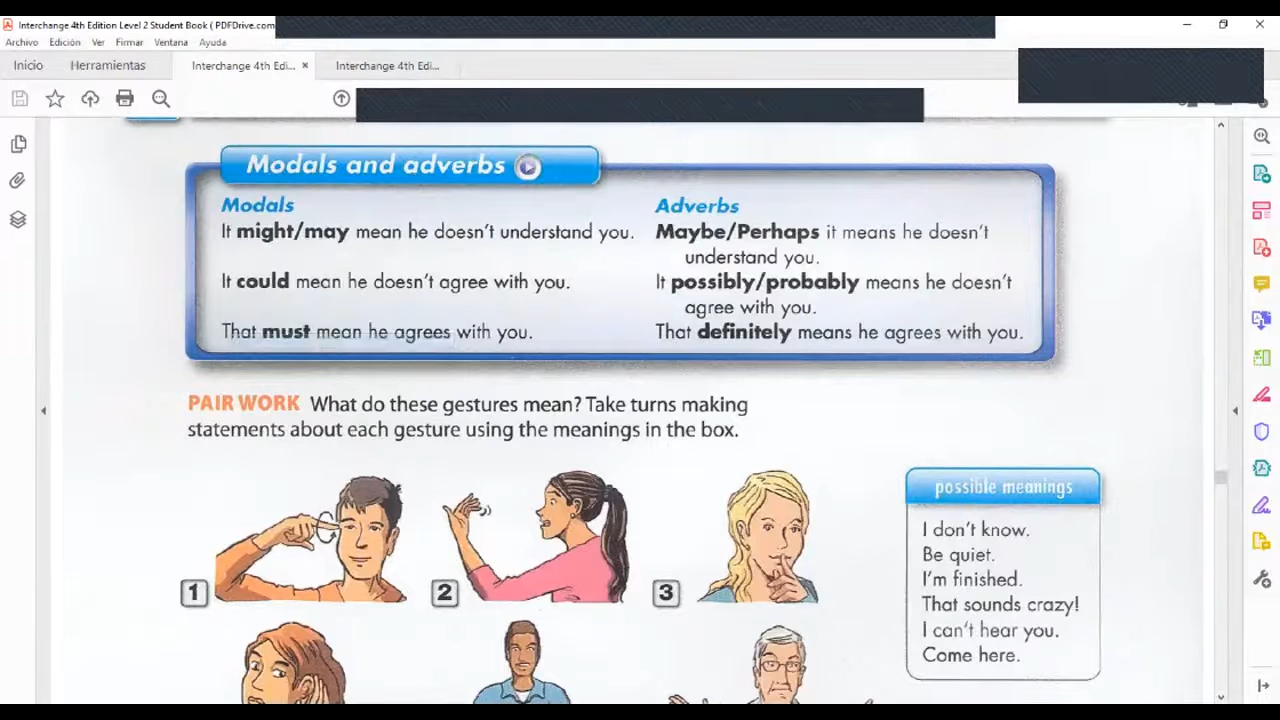 Interchange 4th Edition Level 2 Student Book ( PDFDrive.com
Archivo Edición Ver Firmar Ventana Ayuda
Inicio Herramientas Interchange 4th Edi... × Interchange 4th Edi...
Modals and adverbs
Modals
It might/may mean he doesn't understand you.
It could mean he doesn't agree with you.
That must mean he agrees with you.
Adverbs
Maybe/Perhaps it means he doesn't
understand you.
It possibly/probably means he doesn't
agree with you.
That definitely means he agrees with you.
PAIR WORK What do these gestures mean? Take turns making
statements about each gesture using the meanings in the box.
1
2
3
possible meanings
I don't know.
Be quiet.
I'm finished.
That sounds crazy!
I can't hear you.
Come here.